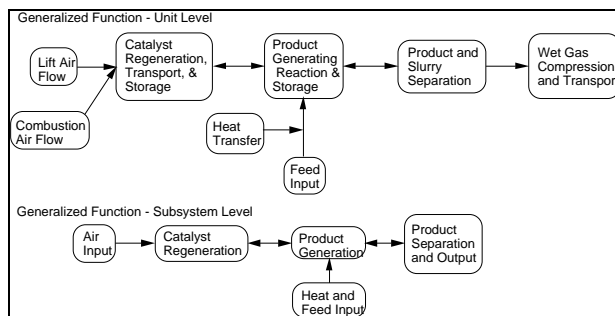 Generalized Function - Unit Level
Lift Air
Flow
Combustion
Air Flow
Catalyst
Regeneration,
Transport, &
Storage
Product
Generating
Reaction &
Storage
Product and
Slurry
Separation
Wet Gas
Compression
and Transport
Heat
Transfer
Feed
Input
Generalized Function - Subsystem Level
Air
Input
Catalyst
Regeneration
Product
Generation
Product
Separation
and Output
Heat and
Feed Input